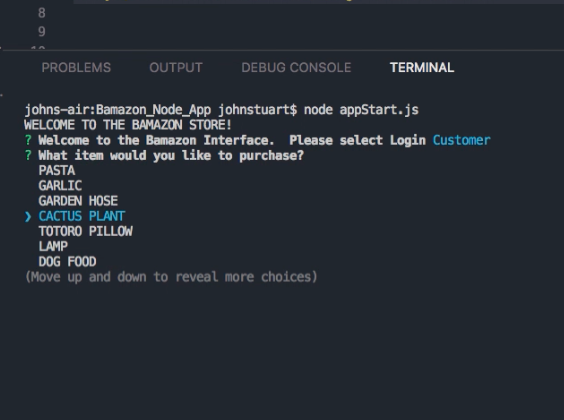 8
9
PROBLEMS OUTPUT DEBUG CONSOLE TERMINAL
johns-air:Bamazon_Node_App johnstuart$ node appStart.js
WELCOME TO THE BAMAZON STORE!
? Welcome to the Bamazon Interface.  Please select Login Customer
? What item would you like to purchase?
PASTA
GARLIC
GARDEN HOSE
❯ CACTUS PLANT
TOTORO PILLOW
LAMP
DOG FOOD
(Move up and down to reveal more choices)